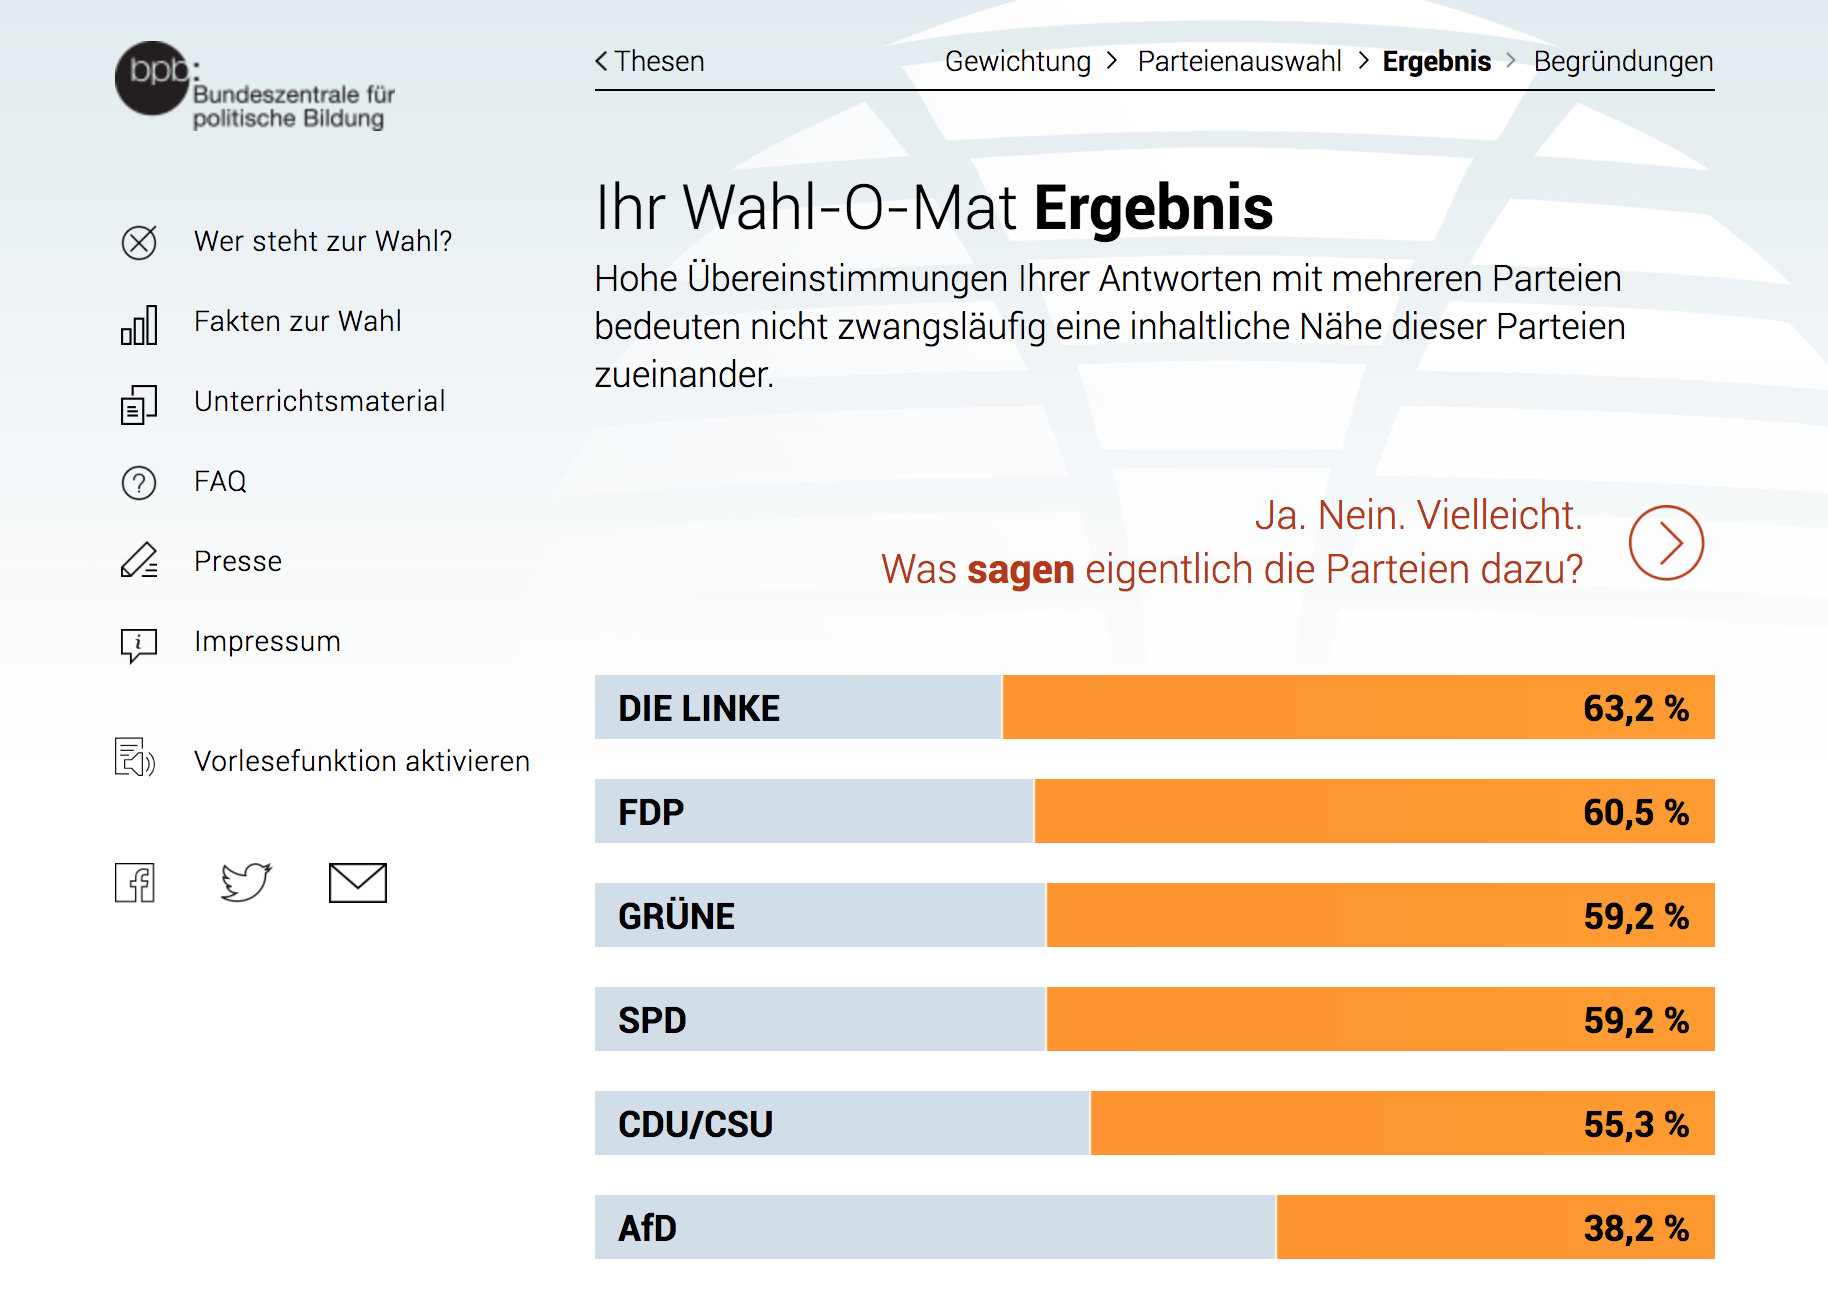 bpb:
Bundeszentrale für
politische Bildung
Wer steht zur Wahl?
Fakten zur Wahl
Unterrichtsmaterial
FAQ
Presse
Impressum
Vorlesefunktion aktivieren
Thesen
Gewichtung > Parteienauswahl > Ergebnis > Begründungen
Ihr Wahl-O-Mat Ergebnis
Hohe Übereinstimmungen Ihrer Antworten mit mehreren Parteien
bedeuten nicht zwangsläufig eine inhaltliche Nähe dieser Parteien
zueinander.
Ja. Nein. Vielleicht.
Was sagen eigentlich die Parteien dazu?
DIE LINKE 63,2 %
FDP 60,5 %
GRÜNE 59,2 %
SPD 59,2 %
CDU/CSU 55,3 %
AfD 38,2 %